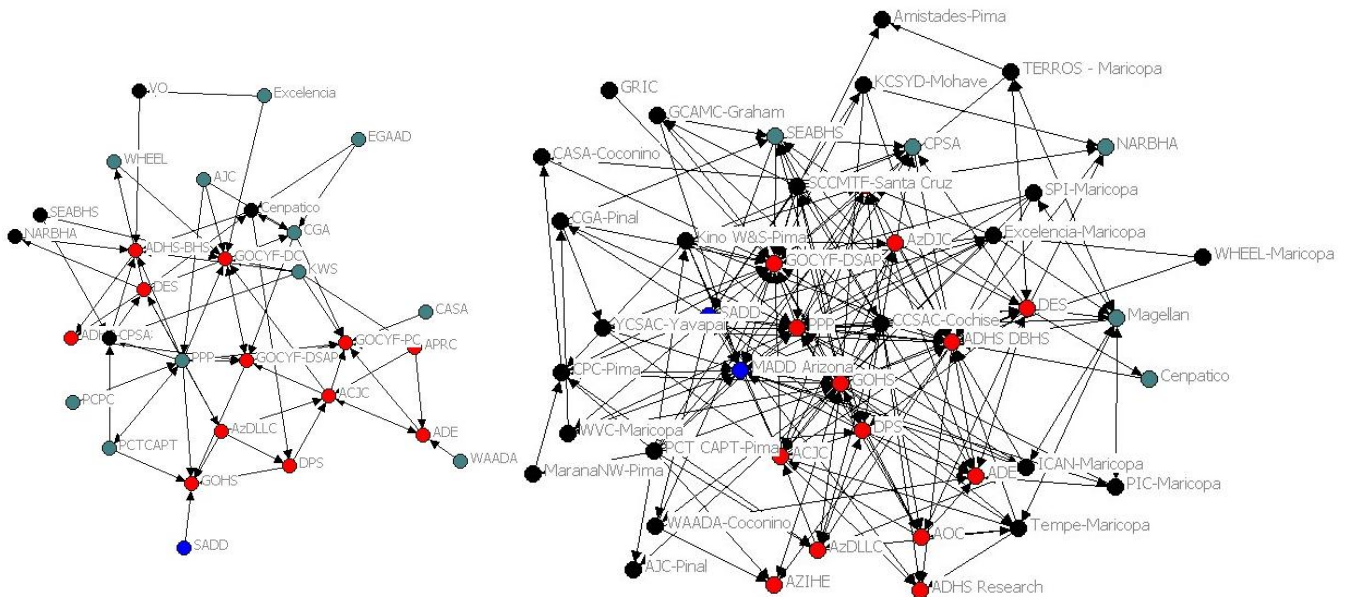 VO
Excelencia
EGAAD
WHEEL
AJC
SEABHS
Cenpatico
NARBHA
CGA
ADHS-BHS
GOCYF-DC
KWS
DES
CASA
GOCYF-PC
APRC
PPP
GOCYF-DSAP
ACJC
PCPC
AzDLLC
ADE
PCTCAPT
DPS
WAADA
GOHS
SADD
Amistades-Pima
TERROS - Maricopa
KCSYD-Mohave
GRIC
GCAMC-Graham
SEABHS
CPSA
NARBHA
CASA-Coconino
SCCMTF-Santa Cruz
SPI-Maricopa
CGA-Pinal
Kino W&S-Pima
AzDJC
Excelencia-Maricopa
GOCYF-DSAP
WHEEL-Maricopa
SADD
DES
YCSAC-Yavapai
PPP
CCSAC-Cochise
Magellan
ADHS DBHS
CPC-Pima
MADD Arizona
GOHS
Cenpatico
WVC-Maricopa
DPS
PCT CAPT-Pima
ACJC
ICAN-Maricopa
MaranaNW-Pima
ADE
PIC-Maricopa
WAADA-Coconino
Tempe-Maricopa
AOC
AzDLLC
AJC-Pinal
AZIHE
ADHS Research